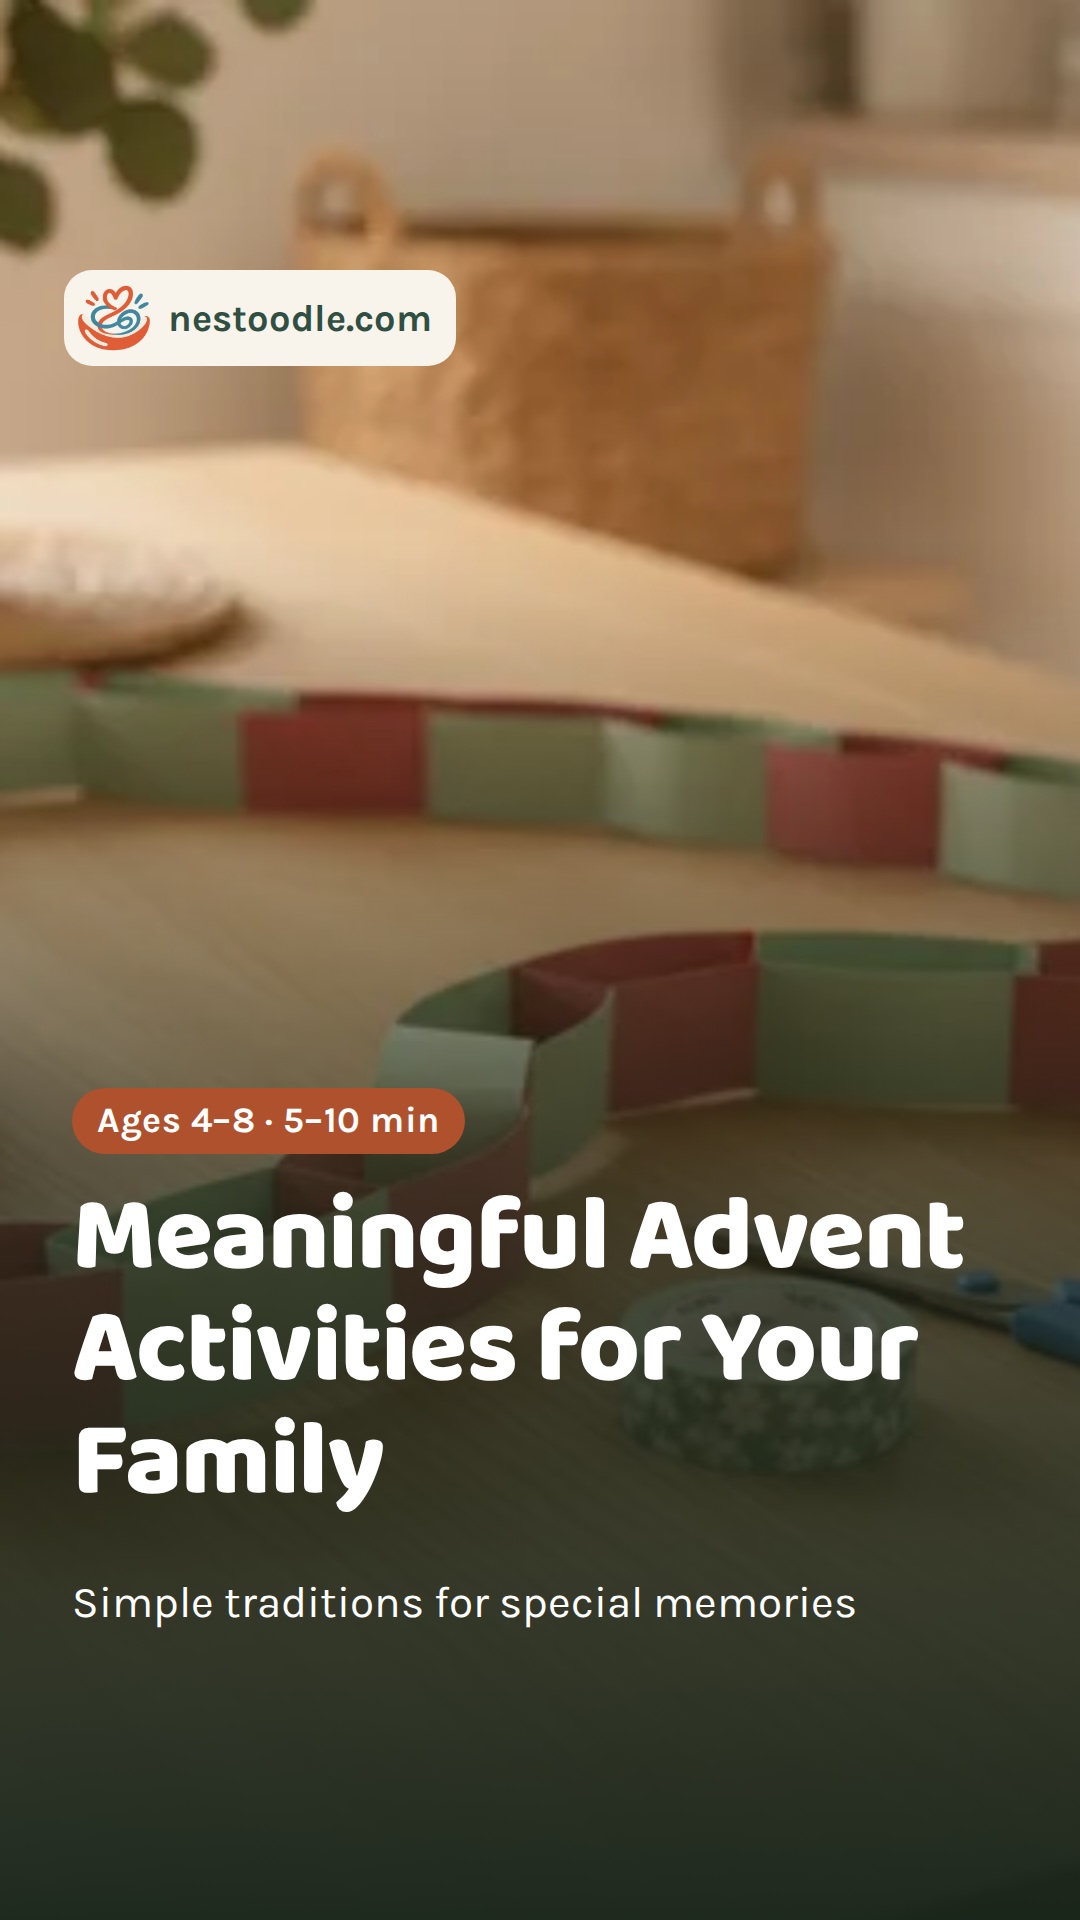 nestoodle.com
Ages 4–8 · 5–10 min
Meaningful Advent
Activities for Your
Family
Simple traditions for special memories